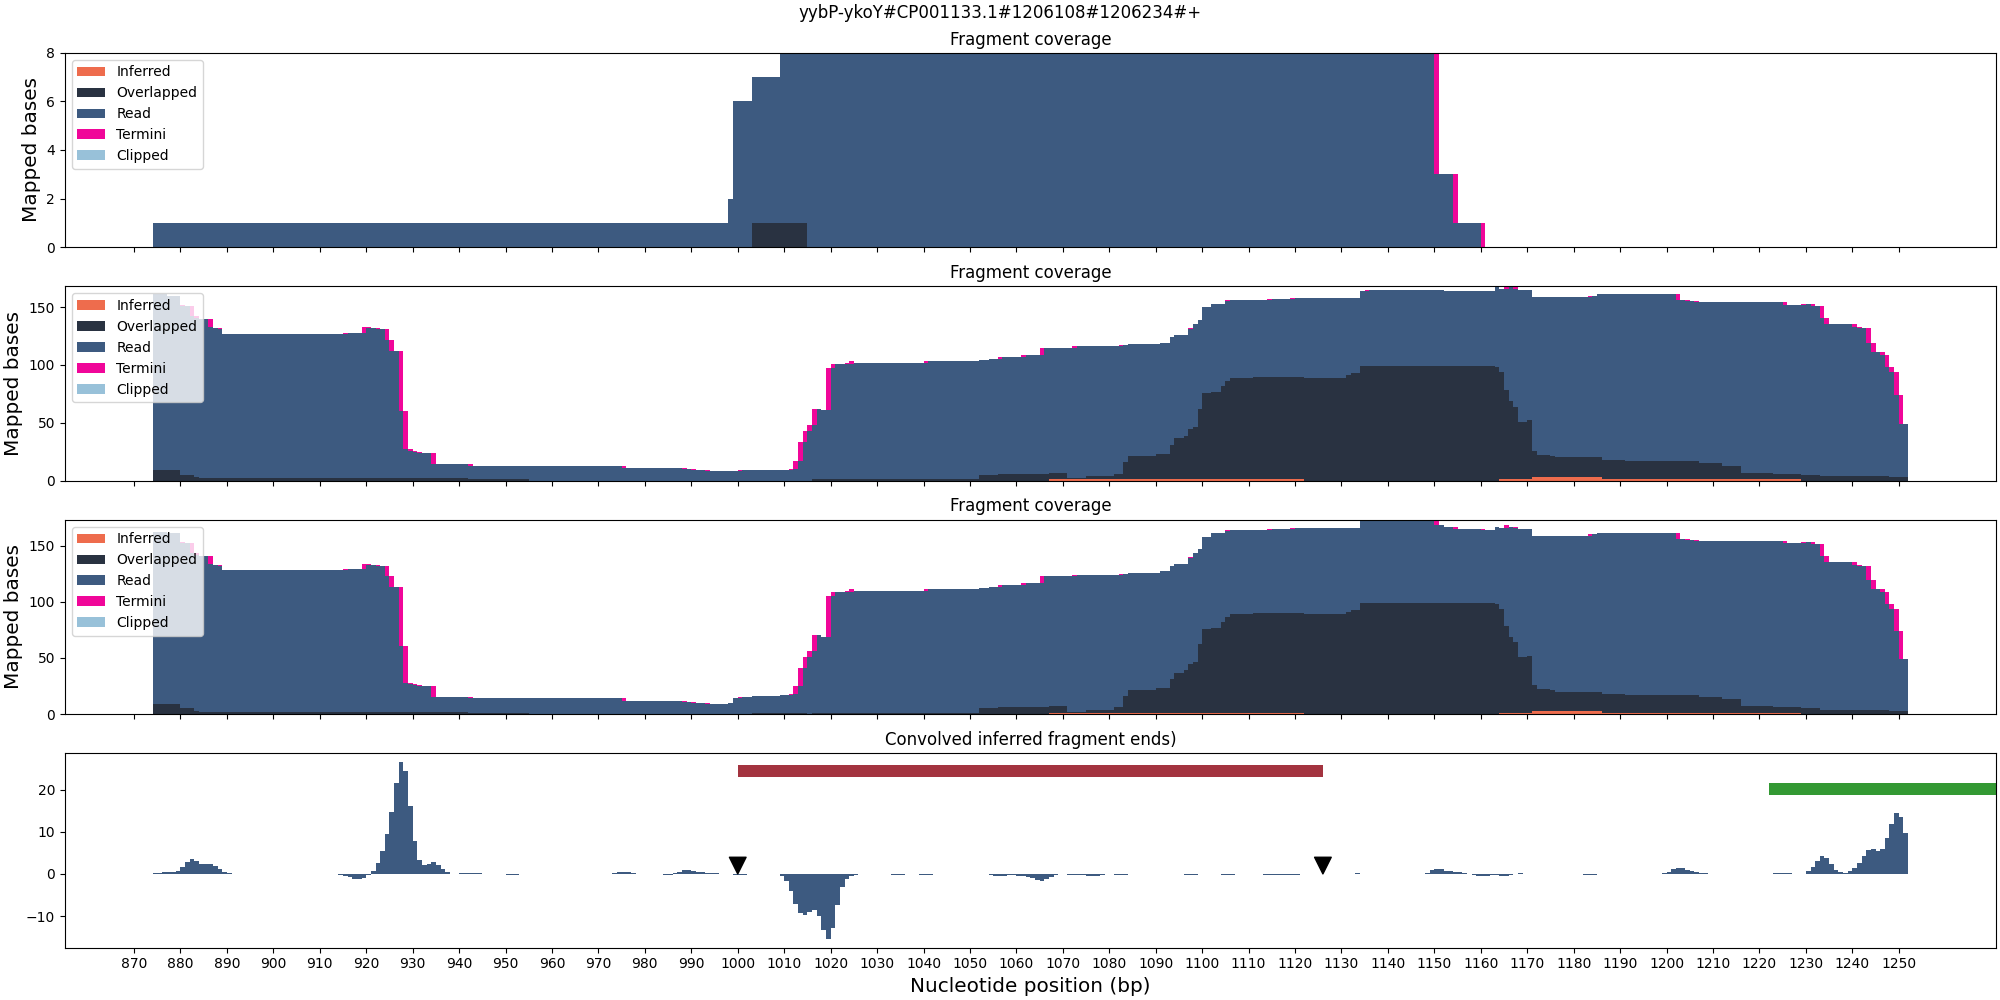 yybP-ykoY#CP001133.1#1206108#1206234#+
Fragment coverage
Mapped bases
8
6
4
2
0
Inferred
Overlapped
Read
Termini
Clipped
Fragment coverage
Mapped bases
150
100
50
0
Inferred
Overlapped
Read
Termini
Clipped
Fragment coverage
Mapped bases
150
100
50
0
Inferred
Overlapped
Read
Termini
Clipped
Convolved inferred fragment ends)
20
10
0
−10
870 880 890 900 910 920 930 940 950 960 970 980 990 1000 1010 1020 1030 1040 1050 1060 1070 1080 1090 1100 1110 1120 1130 1140 1150 1160 1170 1180 1190 1200 1210 1220 1230 1240 1250
Nucleotide position (bp)